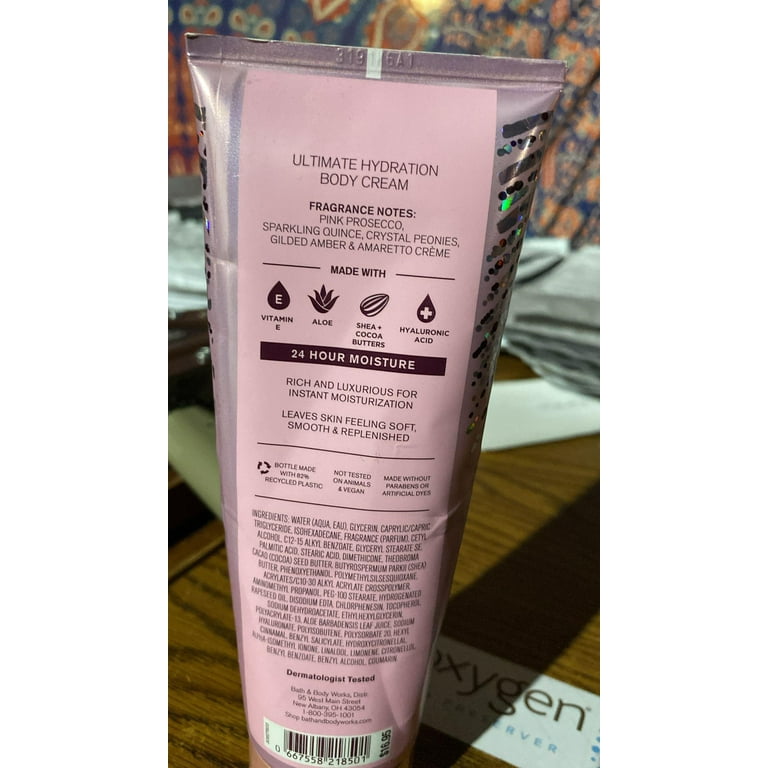 ULTIMATE HYDRATION
BODY CREAM
FRAGRANCE NOTES:
PINK PROSECCO,
SPARKLING QUINCE, CRYSTAL PEONIES,
GILDED AMBER & AMARETTO CRÈME
MADE WITH
E
VITAMIN
E
ALOE
SHEA +
COCOA
BUTTERS
HYALURONIC
ACID
24 HOUR MOISTURE
RICH AND LUXURIOUS FOR
INSTANT MOISTURIZATION
LEAVES SKIN FEELING SOFT,
SMOOTH & REPLENISHED
BOTTLE MADE
WITH 82%
RECYCLED PLASTIC
NOT TESTED
ON ANIMALS
& VEGAN
MADE WITHOUT
PARABENS OR
ARTIFICIAL DYES
INGREDIENTS: WATER (AQUA, EAU), GLYCERIN, CAPRYLIC/CAPRIC
TRIGLYCERIDE, ISOHEXADECANE, FRAGRANCE (PARFUM), CETYL
ALCOHOL, C12-15 ALKYL BENZOATE, GLYCERYL STEARATE SE,
PALMITIC ACID, STEARIC ACID, DIMETHICONE, THEOBROMA
CACAO (COCOA) SEED BUTTER, BUTYROSPERMUM PARKII (SHEA)
BUTTER, PHENOXYETHANOL, POLYMETHYLSILSESQUIOXANE,
ACRYLATES/C10-30 ALKYL ACRYLATE CROSSPOLYMER,
AMINOMETHYL PROPANOL, PEG-100 STEARATE, HYDROGENATED
RAPESEED OIL, DISODIUM EDTA, CHLORPHENESIN, TOCOPHEROL,
SODIUM DEHYDROACETATE, ETHYLHEXYLGLYCERIN,
POLYACRYLATE-13, ALOE BARBADENSIS LEAF JUICE, SODIUM
HYALURONATE, POLYISOBUTENE, POLYSORBATE 20, HEXYL
CINNAMAL, BENZYL SALICYLATE, HYDROXYCITRONELLAL,
ALPHA-ISOMETHYL IONONE, LINALOOL, LIMONENE, CITRONELLOL,
BENZYL BENZOATE, BENZYL ALCOHOL, COUMARIN
Dermatologist Tested
Bath & Body Works, Distr.
95 West Main Street
New Albany, OH 43054
1-800-395-1001
Shop bathandbodyworks.com
0 667558 218501
$16.95
oxygen
PRESERVER